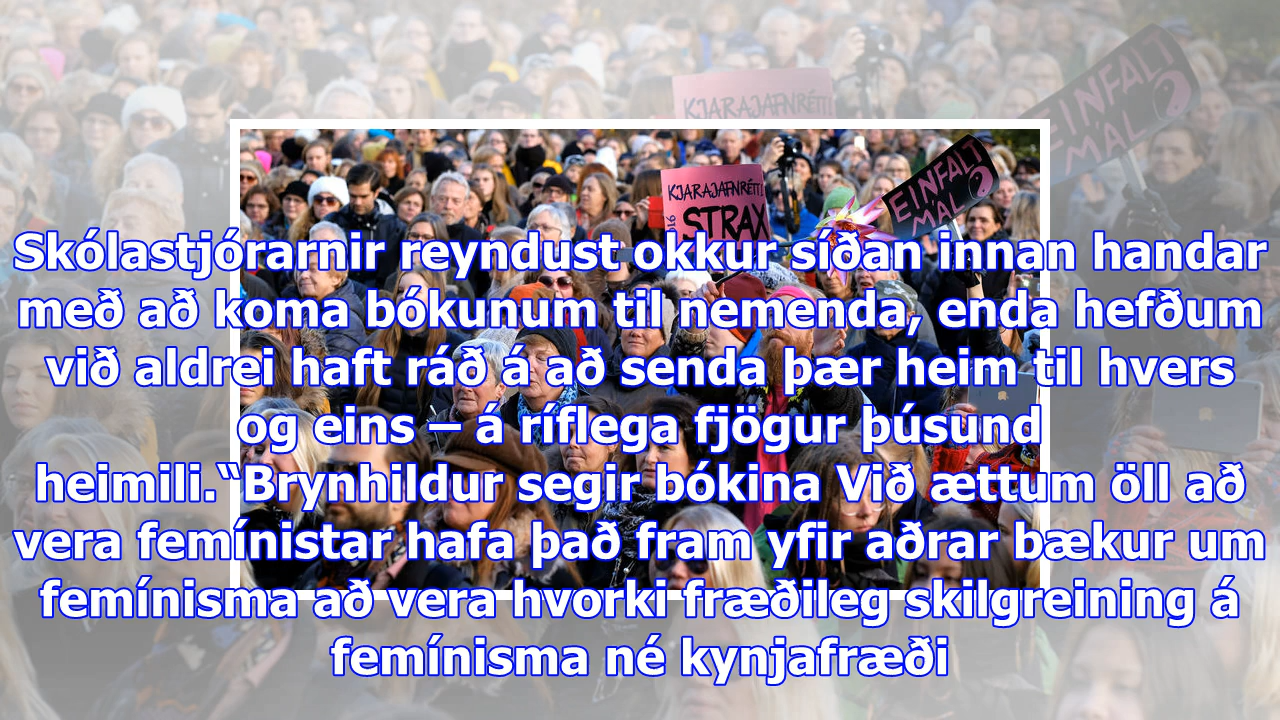 KJARAJAFNRÉTTI
STRAX
EINFALT
MÁL
Skólastjórarnir reyndust okkur síðan innan handar
með að koma bókunum til nemenda, enda hefðum
við aldrei haft ráð á að senda þær heim til hvers
og eins – á ríflega fjögur þúsund
heimili.“Brynhildur segir bókina Við ættum öll að
vera femínistar hafa það fram yfir aðrar bækur um
femínisma að vera hvorki fræðileg skilgreining á
femínisma né kynjafræði